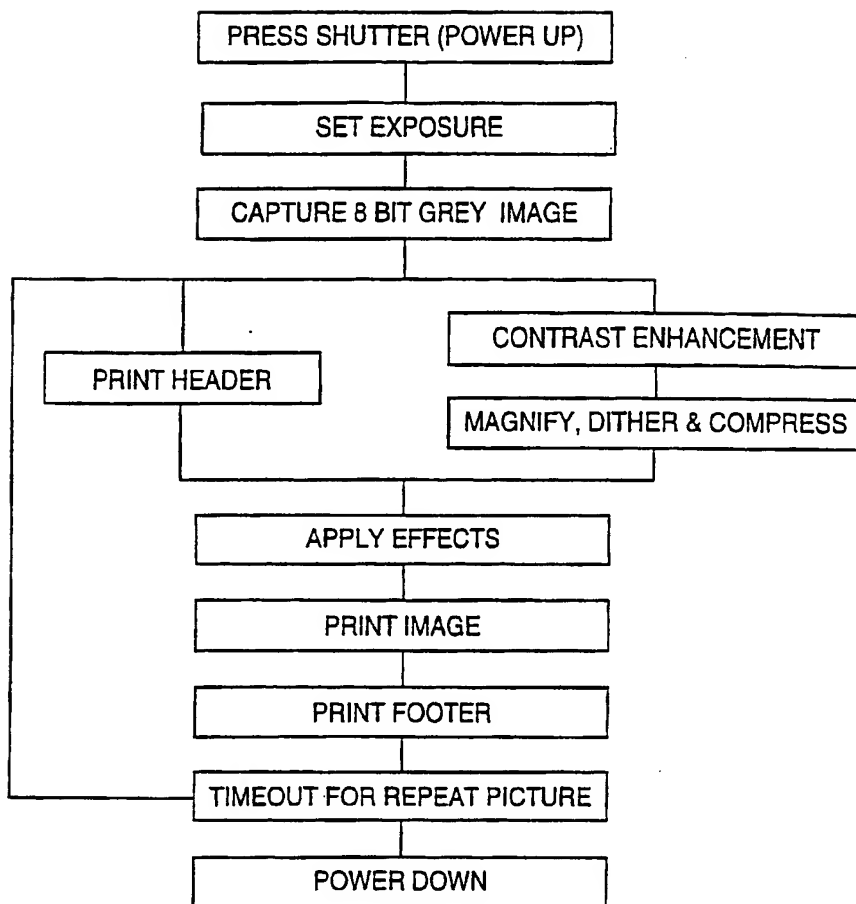 PRESS SHUTTER (POWER UP)
SET EXPOSURE
CAPTURE 8 BIT GREY IMAGE
CONTRAST ENHANCEMENT
PRINT HEADER
MAGNIFY, DITHER & COMPRESS
APPLY EFFECTS
PRINT IMAGE
PRINT FOOTER
TIMEOUT FOR REPEAT PICTURE
POWER DOWN